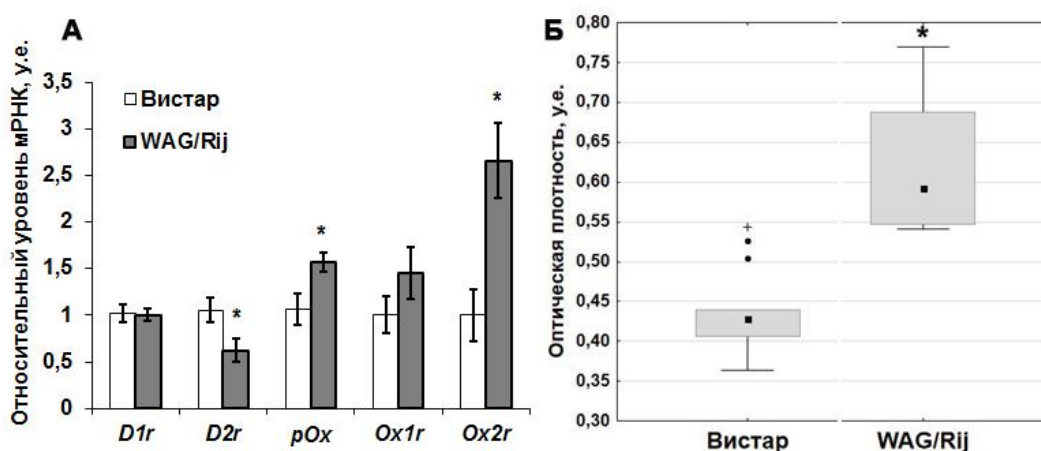 А
Относительный уровень мРНК, у.е.
3,5
3
2,5
2
1,5
1
0,5
0
Вистар
WAG/Rij
*
*
*
D1r D2r pOx Ox1r Ox2r
Б
Оптическая плотность, у.е.
0,80
0,75
0,70
0,65
0,60
0,55
0,50
0,45
0,40
0,35
0,30
*
Вистар WAG/Rij